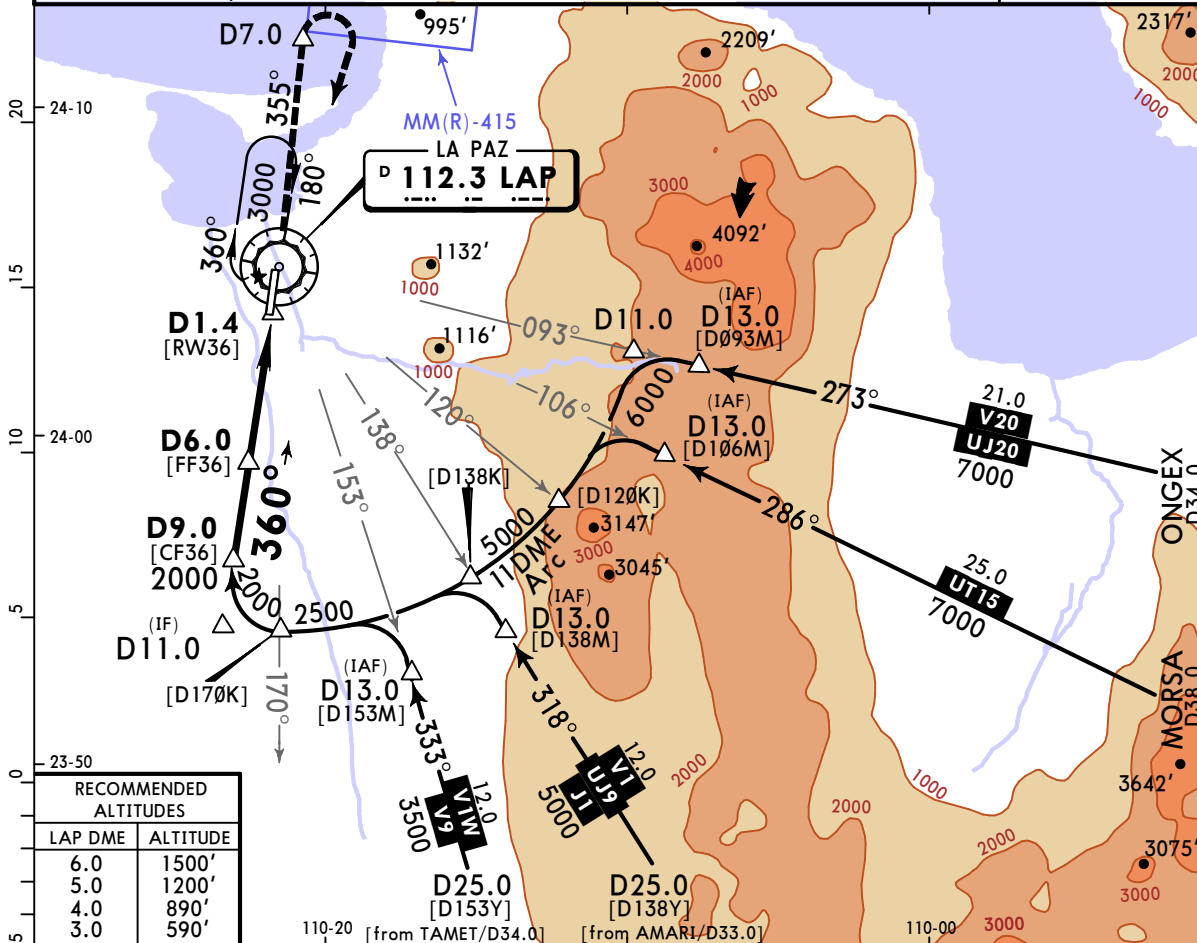 D7.0
995'
2209'
2000
1000
2317'
2000
1000
20
24-10
355°
MM(R)-415
LA PAZ
D 112.3 LAP
3000
180°
360°
3000
4092'
4000
1132'
1000
15
093°
D11.0
(IAF)
D13.0
[DØ93M]
D1.4
[RW36]
1116'
1000
120°
106°
6000
273°
21.0
V20
UJ20
7000
ONGEX
D34.0
138°
153°
(IAF)
D13.0
[D1Ø6M]
10
24-00
D6.0
[FF36]
360°
[D138K]
[D12ØK]
5000
11 DME
Arc
3147'
3000
3045'
286°
25.0
UT15
7000
MORSA
D38.0
D9.0
[CF36]
2000
2000
2500
5
(IF)
D11.0
[D17ØK]
170°
(IAF)
D13.0
[D153M]
(IAF)
D13.0
[D138M]
333°
12.0
V1W
V9
3500
318°
12.0
V1
UJ9
J1
5000
23-50
2000
2000
1000
3642'
3075'
3000
2000
3000
0
RECOMMENDED
ALTITUDES
LAP DME ALTITUDE
6.0 1500'
5.0 1200'
4.0 890'
3.0 590'
5
D25.0
[D153Y]
[from TAMET/D34.0]
D25.0
[D138Y]
[from AMARI/D33.0]
110-20
110-00